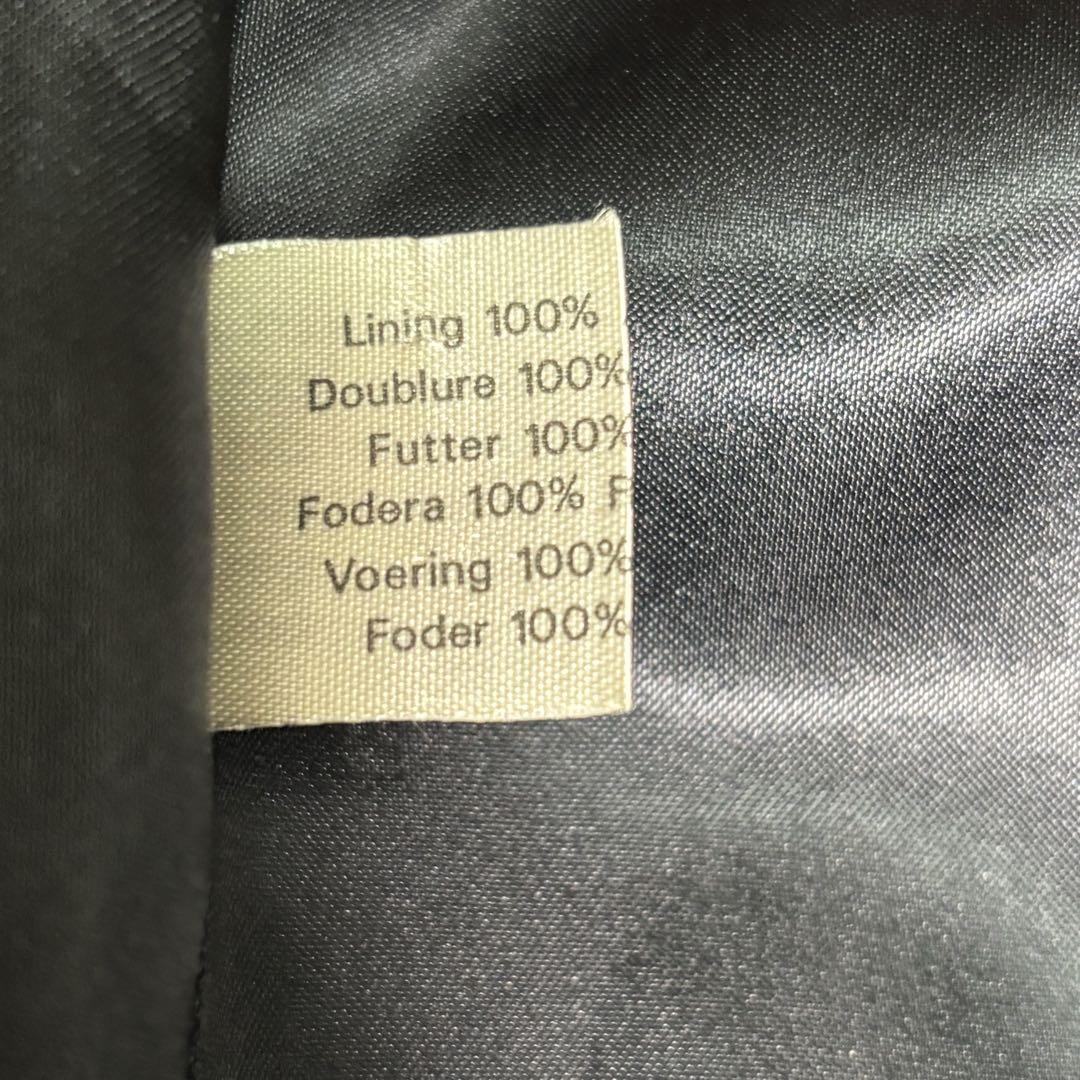 Lining 100%
Doublure 100%
Futter 100%
Fodera 100% F
Voering 100%
Foder 100%